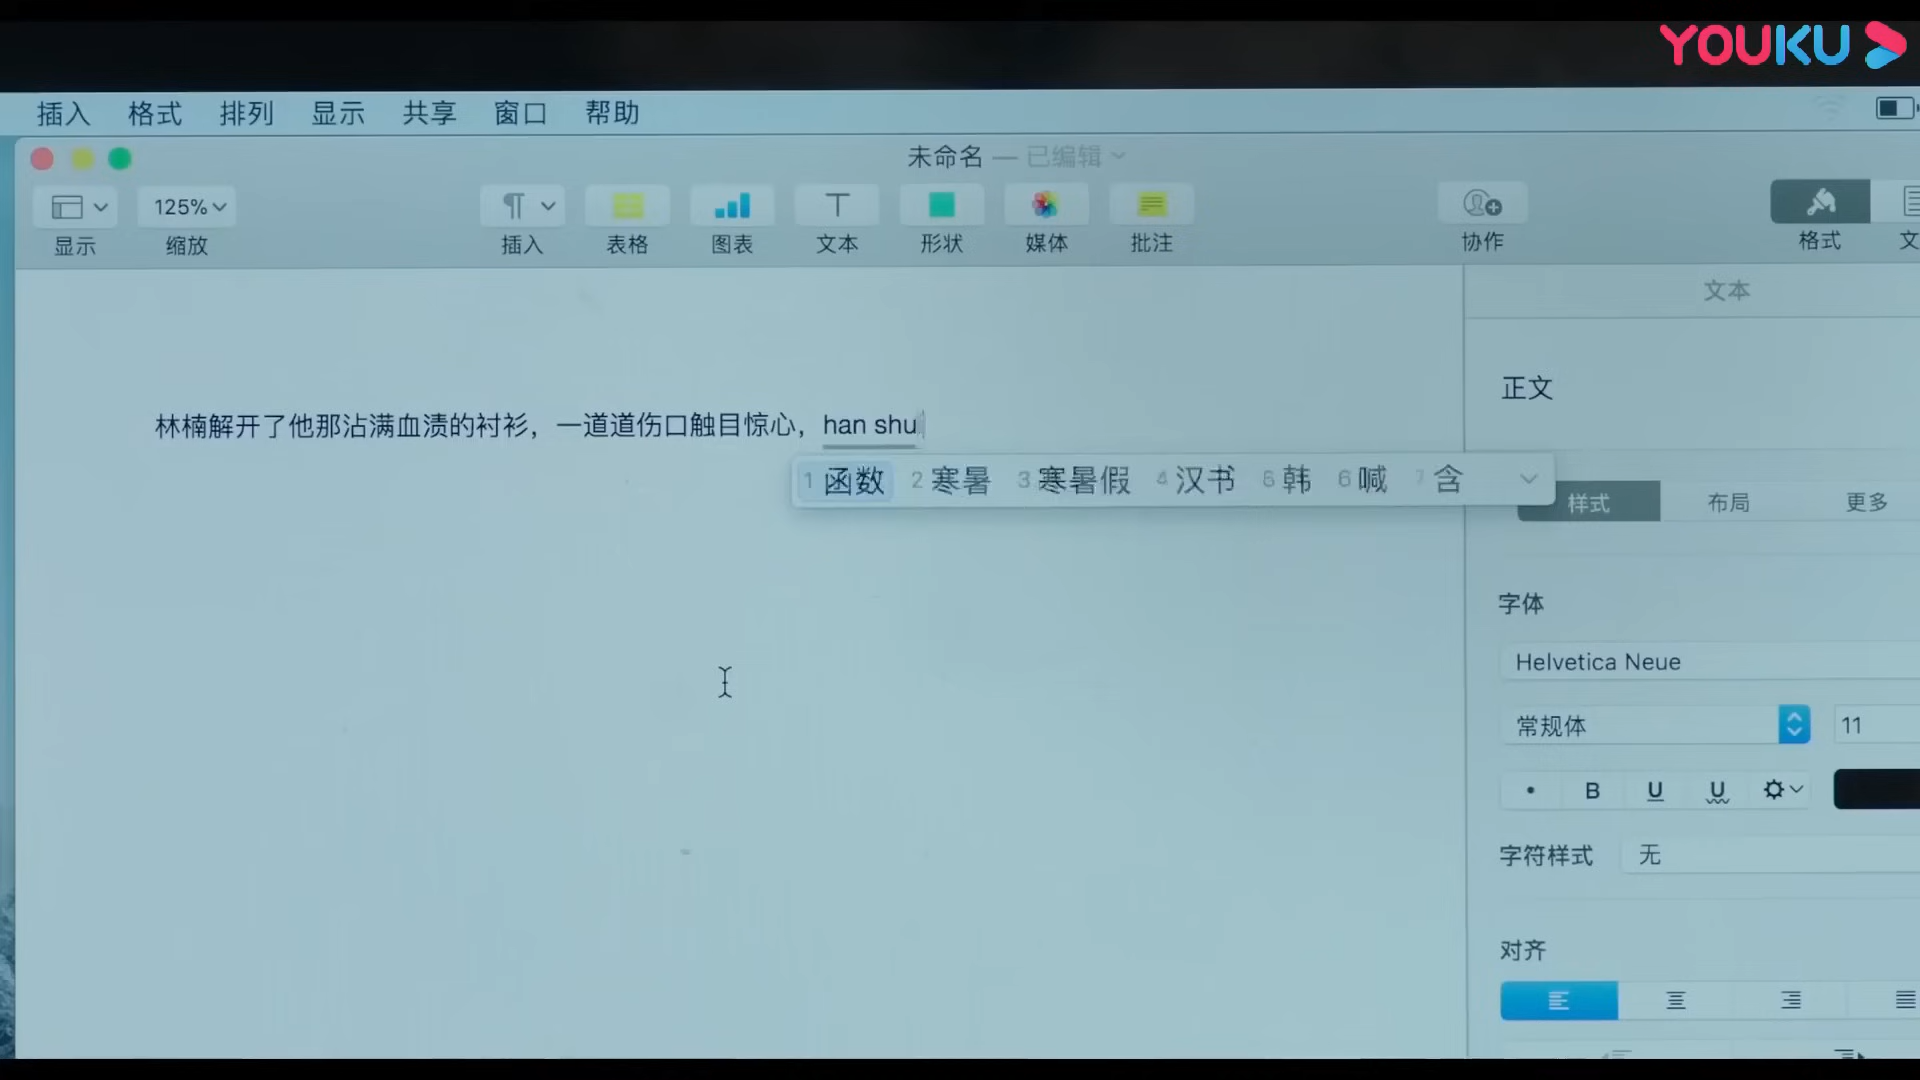 YOUKU
插入 格式 排列 显示 共享 窗口 帮助
未命名 — 已编辑
125%
显示 缩放 插入 表格 图表 文本 形状 媒体 批注 协作 格式 文
文本
正文
林楠解开了他那沾满血渍的衬衫，一道道伤口触目惊心，han shu
1 函数 2 寒暑 3 寒暑假 4 汉书 5 韩 6 喊 7 含
样式 布局 更多
字体
Helvetica Neue
常规体 11
B U U
字符样式 无
对齐